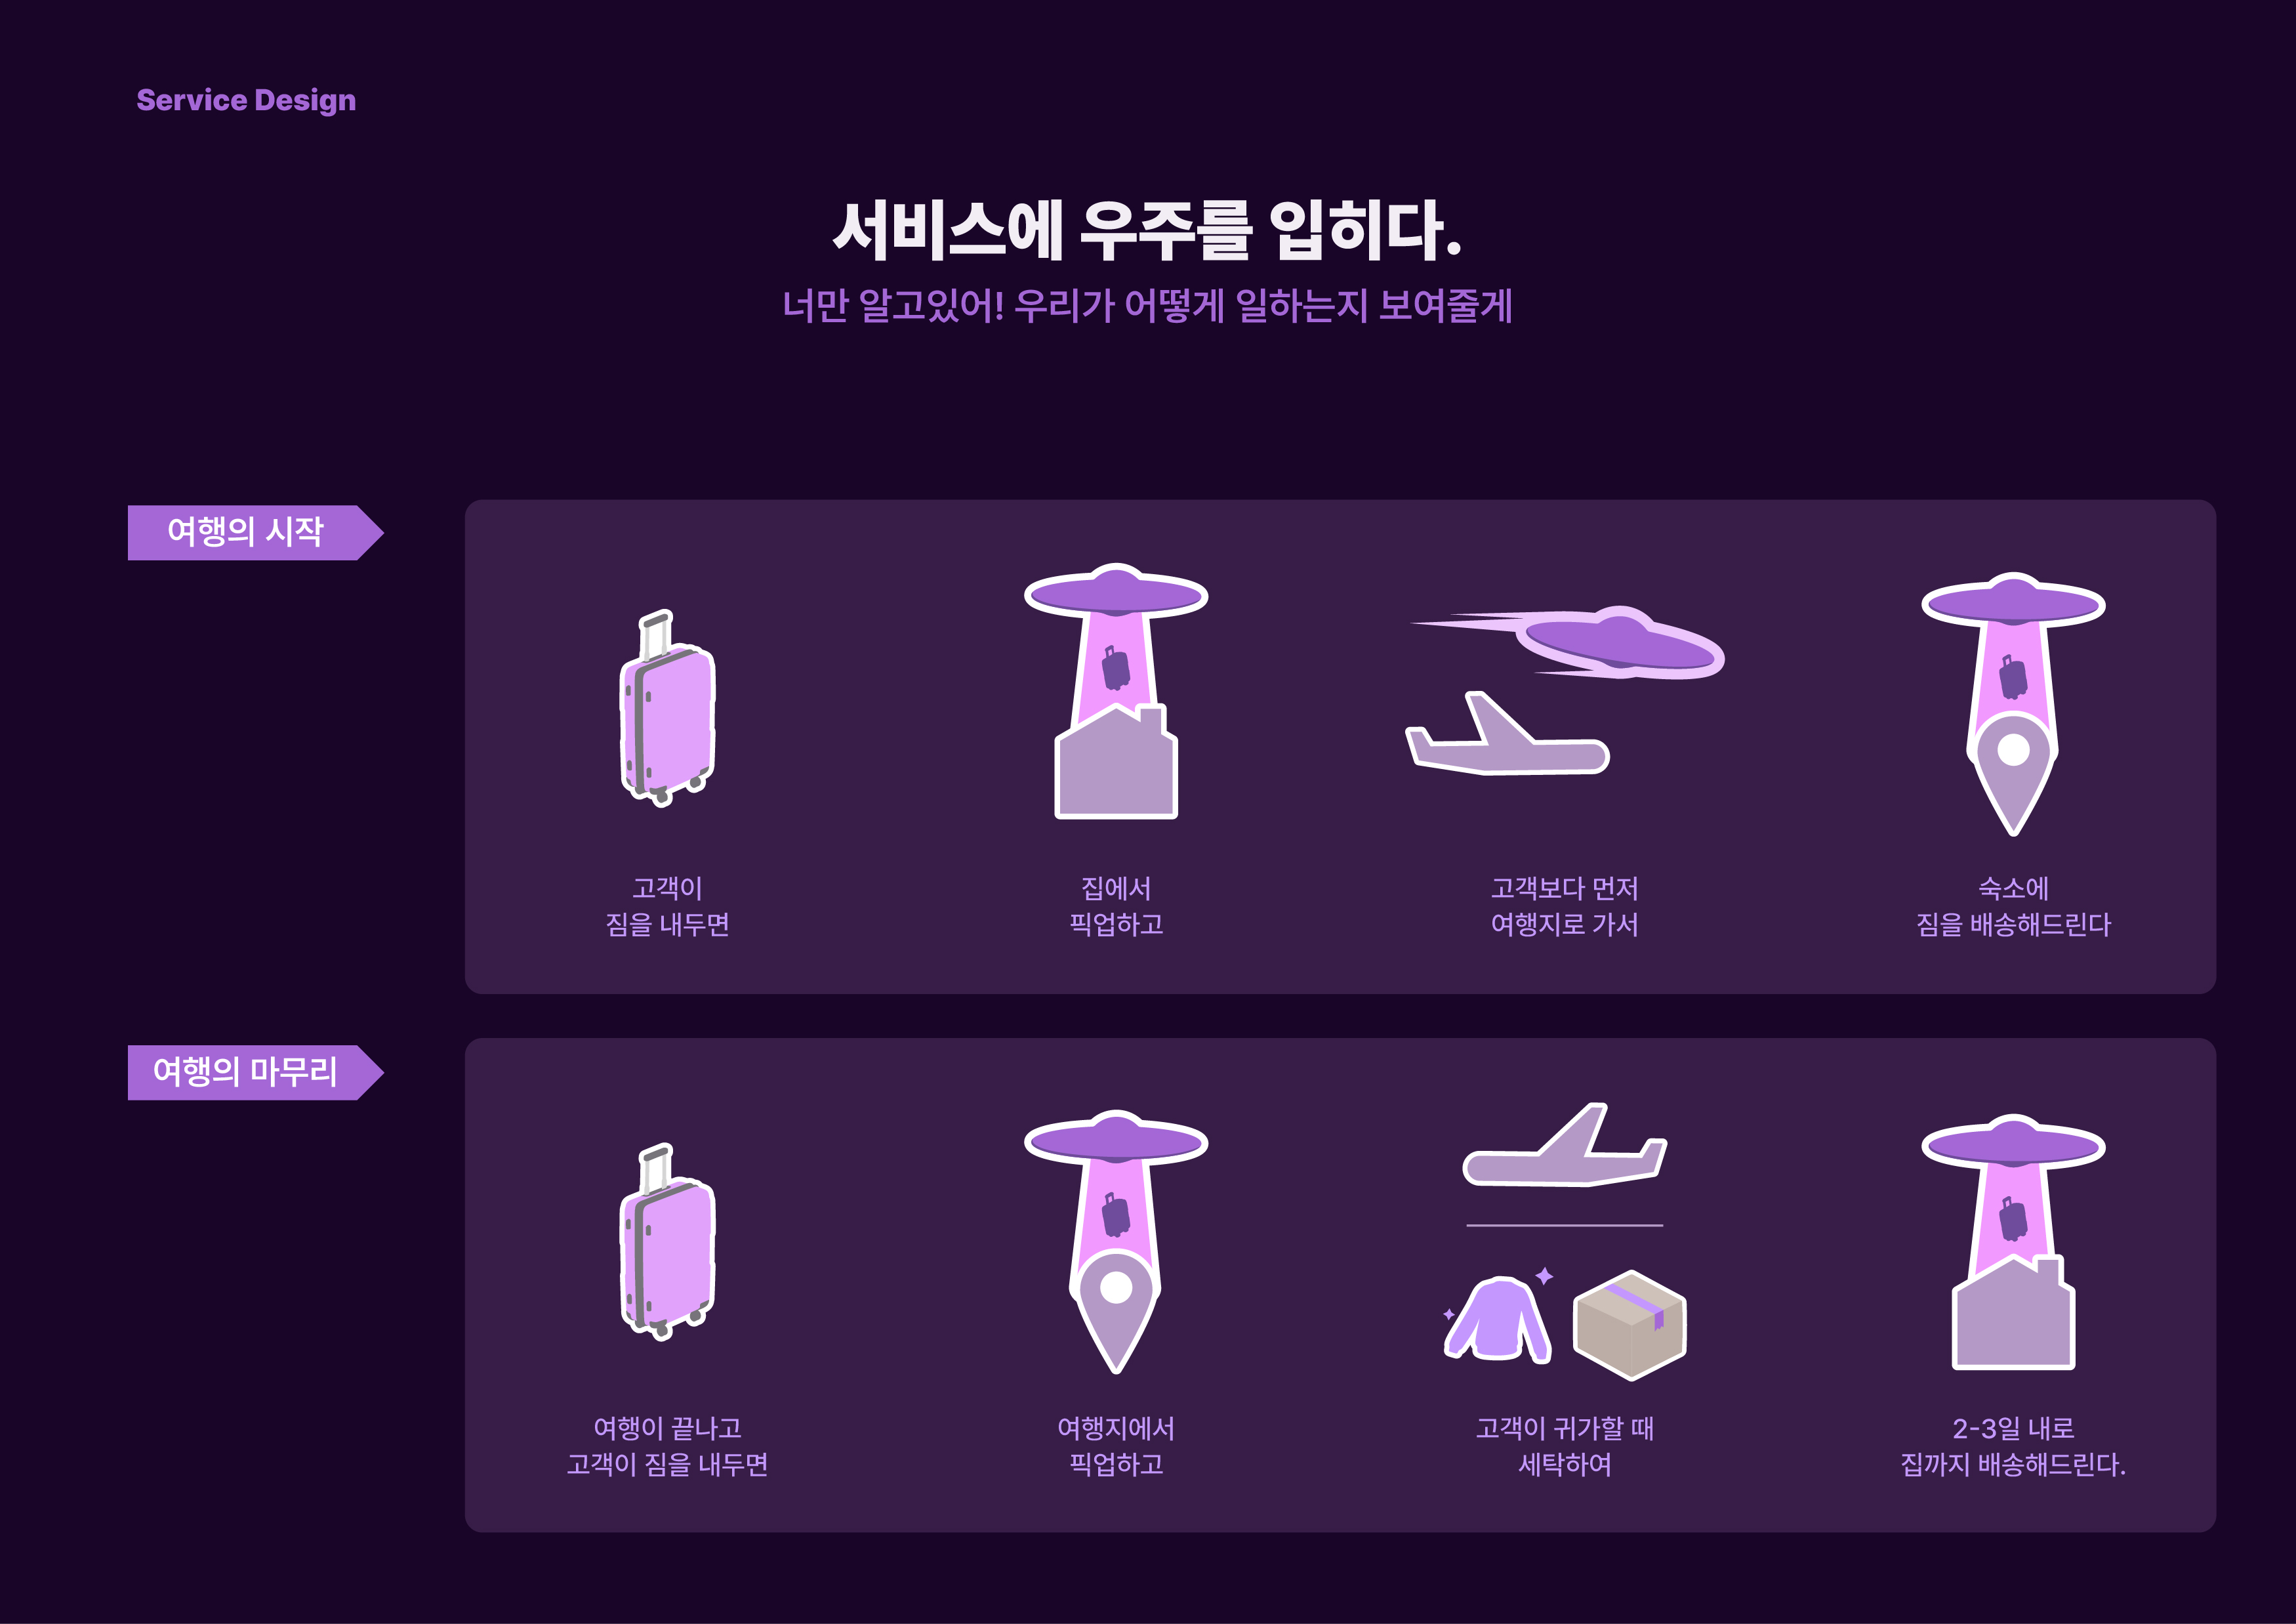 Service Design
서비스에 우주를 입히다.
너만 알고있어! 우리가 어떻게 일하는지 보여줄게
여행의 시작
고객이
짐을 내두면
집에서
픽업하고
고객보다 먼저
여행지로 가서
숙소에
짐을 배송해드린다
여행의 마무리
여행이 끝나고
고객이 짐을 내두면
여행지에서
픽업하고
고객이 귀가할 때
세탁하여
2-3일 내로
집까지 배송해드린다.